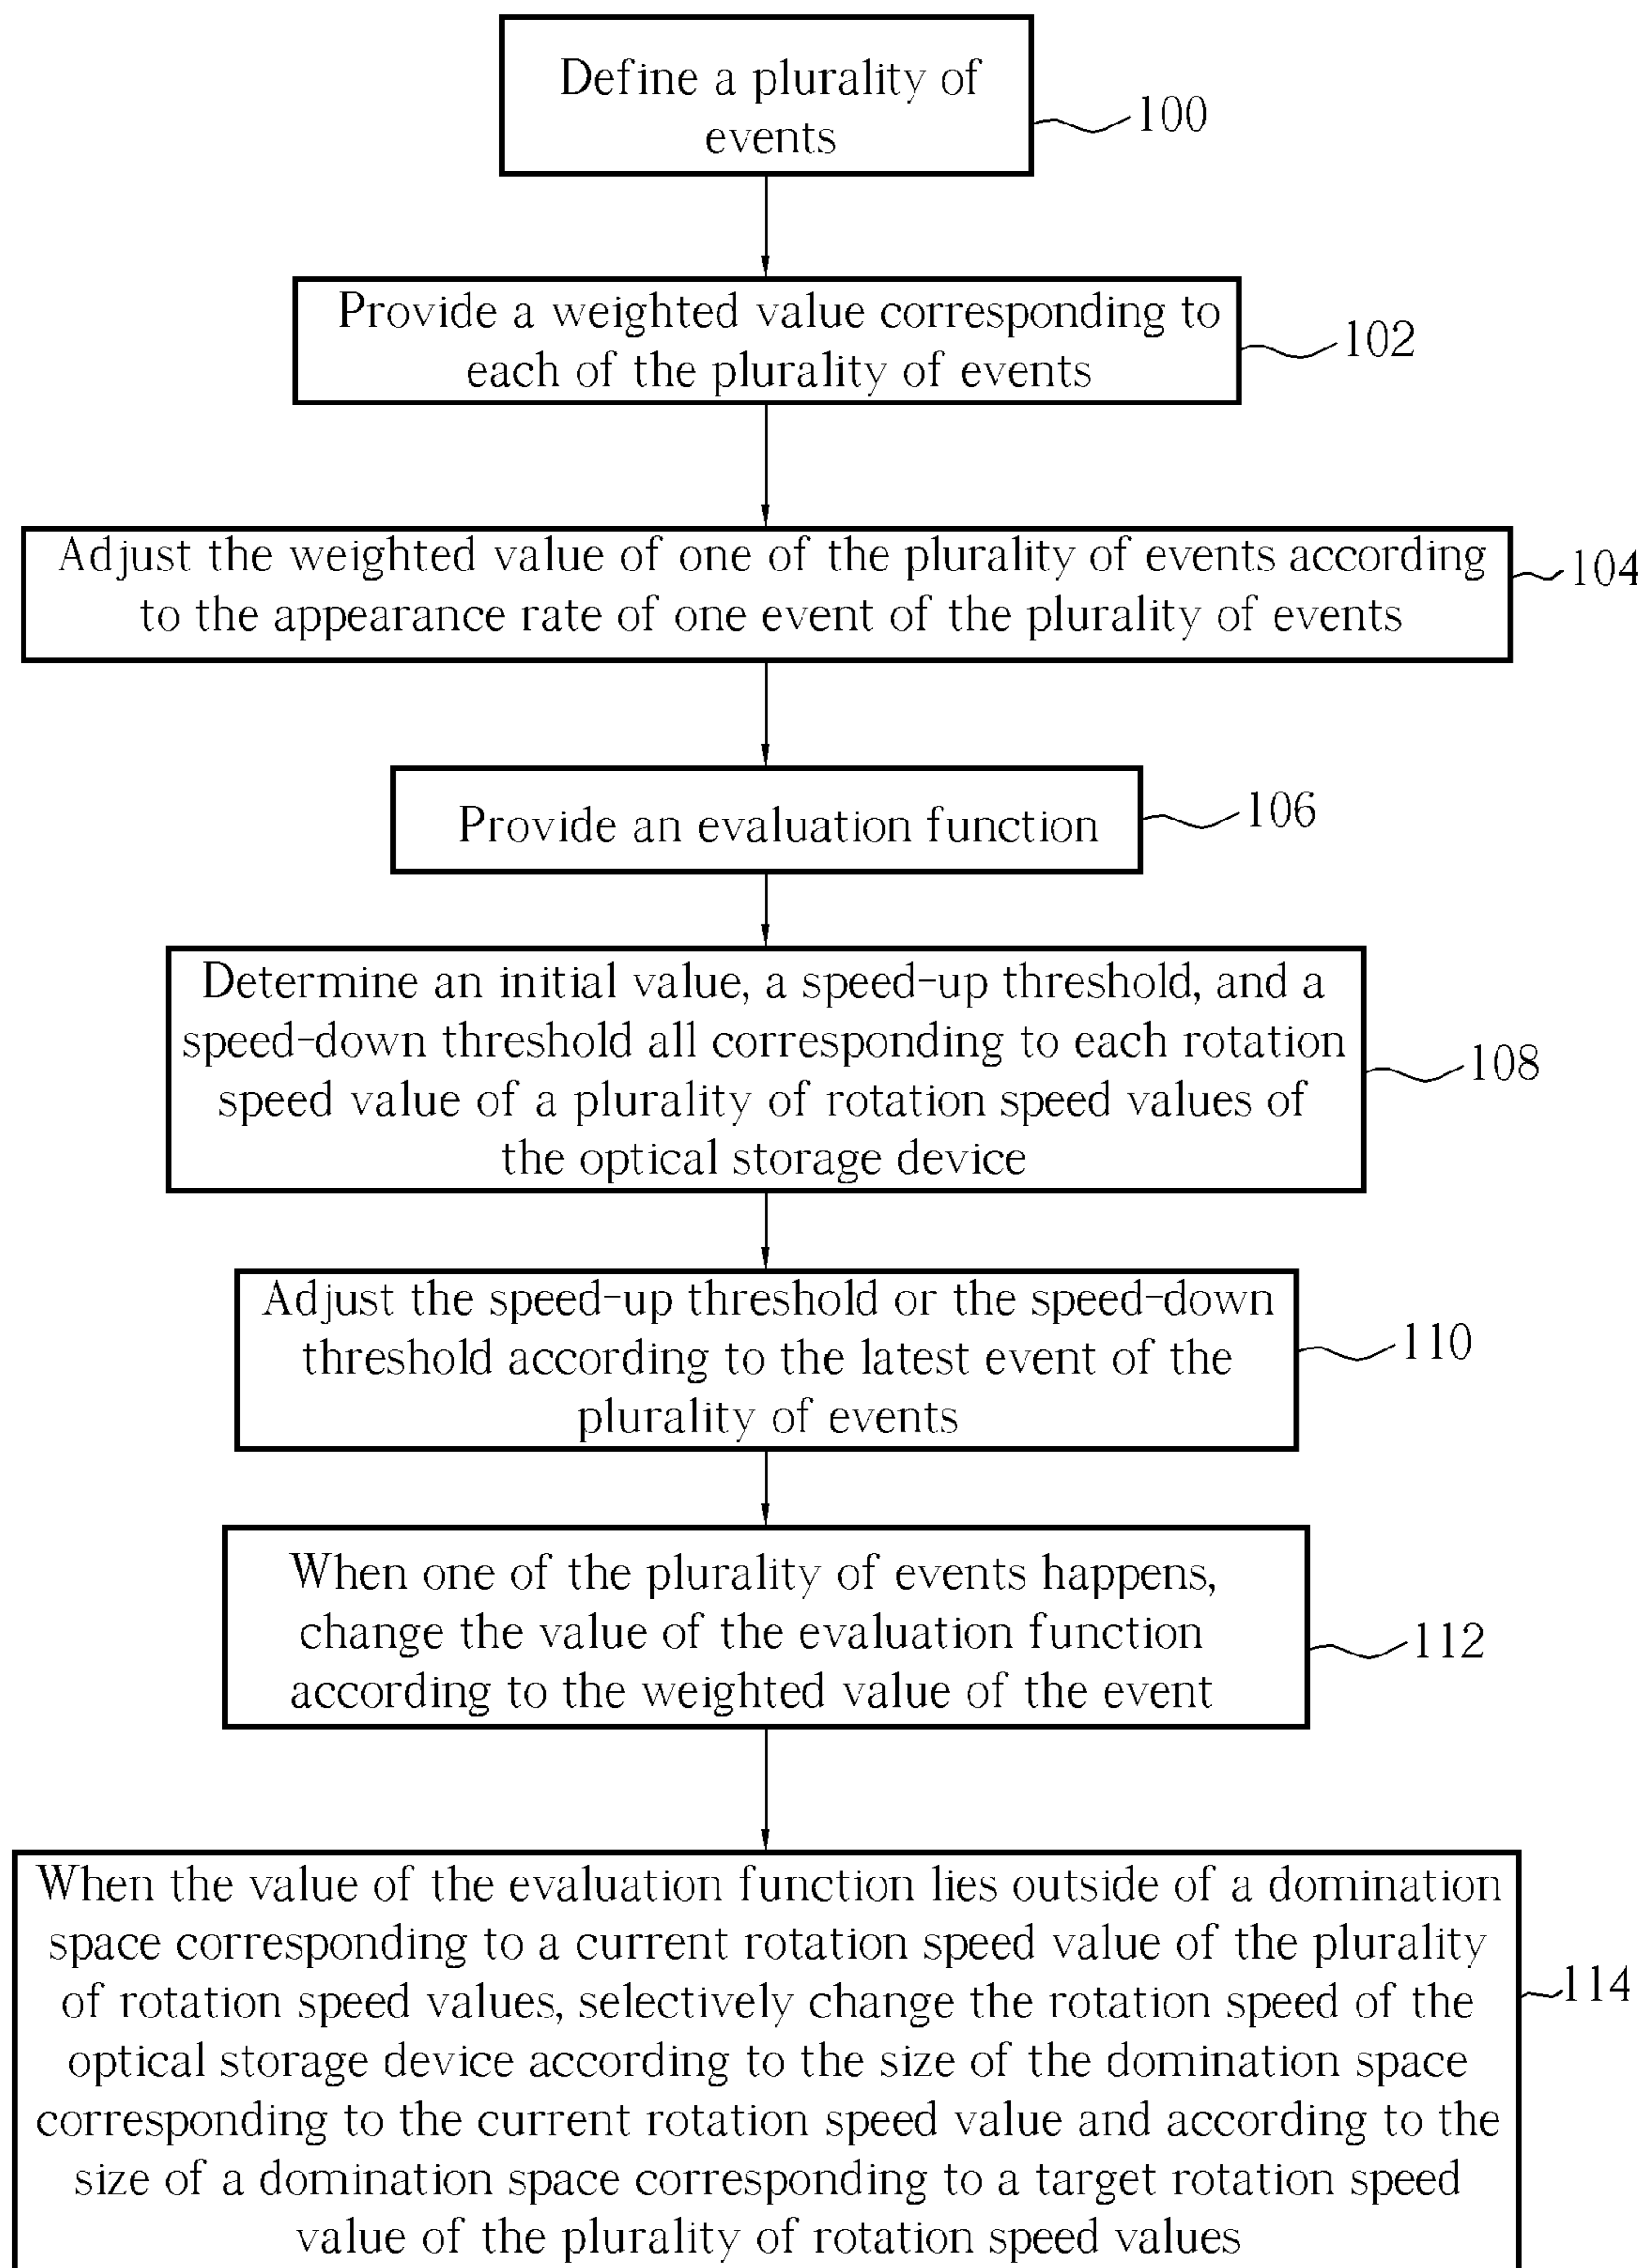 Define a plurality of
events
100
Provide a weighted value corresponding to
each of the plurality of events
102
Adjust the weighted value of one of the plurality of events according
to the appearance rate of one event of the plurality of events
104
Provide an evaluation function
106
Determine an initial value, a speed-up threshold, and a
speed-down threshold all corresponding to each rotation
speed value of a plurality of rotation speed values of
the optical storage device
108
Adjust the speed-up threshold or the speed-down
threshold according to the latest event of the
plurality of events
110
When one of the plurality of events happens,
change the value of the evaluation function
according to the weighted value of the event
112
When the value of the evaluation function lies outside of a domination
space corresponding to a current rotation speed value of the plurality
of rotation speed values, selectively change the rotation speed of the
optical storage device according to the size of the domination space
corresponding to the current rotation speed value and according to the
size of a domination space corresponding to a target rotation speed
value of the plurality of rotation speed values
114